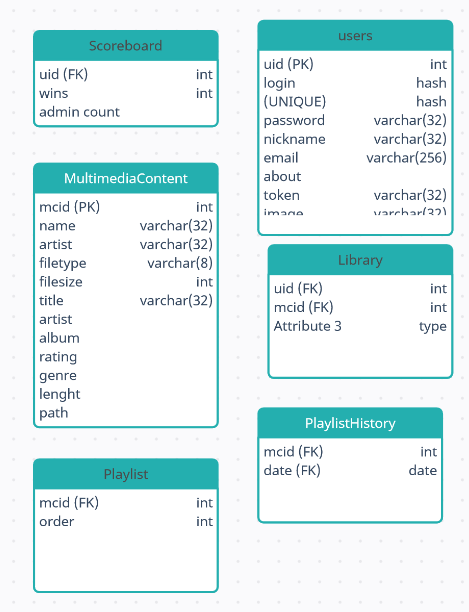 Scoreboard
uid (FK) int
wins int
admin count
users
uid (PK) int
login hash
(UNIQUE) hash
password varchar(32)
nickname varchar(32)
email varchar(256)
about
token varchar(32)
image varchar(32)
MultimediaContent
mcid (PK) int
name varchar(32)
artist varchar(32)
filetype varchar(8)
filesize int
title varchar(32)
artist
album
rating
genre
lenght
path
Library
uid (FK) int
mcid (FK) int
Attribute 3 type
PlaylistHistory
mcid (FK) int
date (FK) date
Playlist
mcid (FK) int
order int